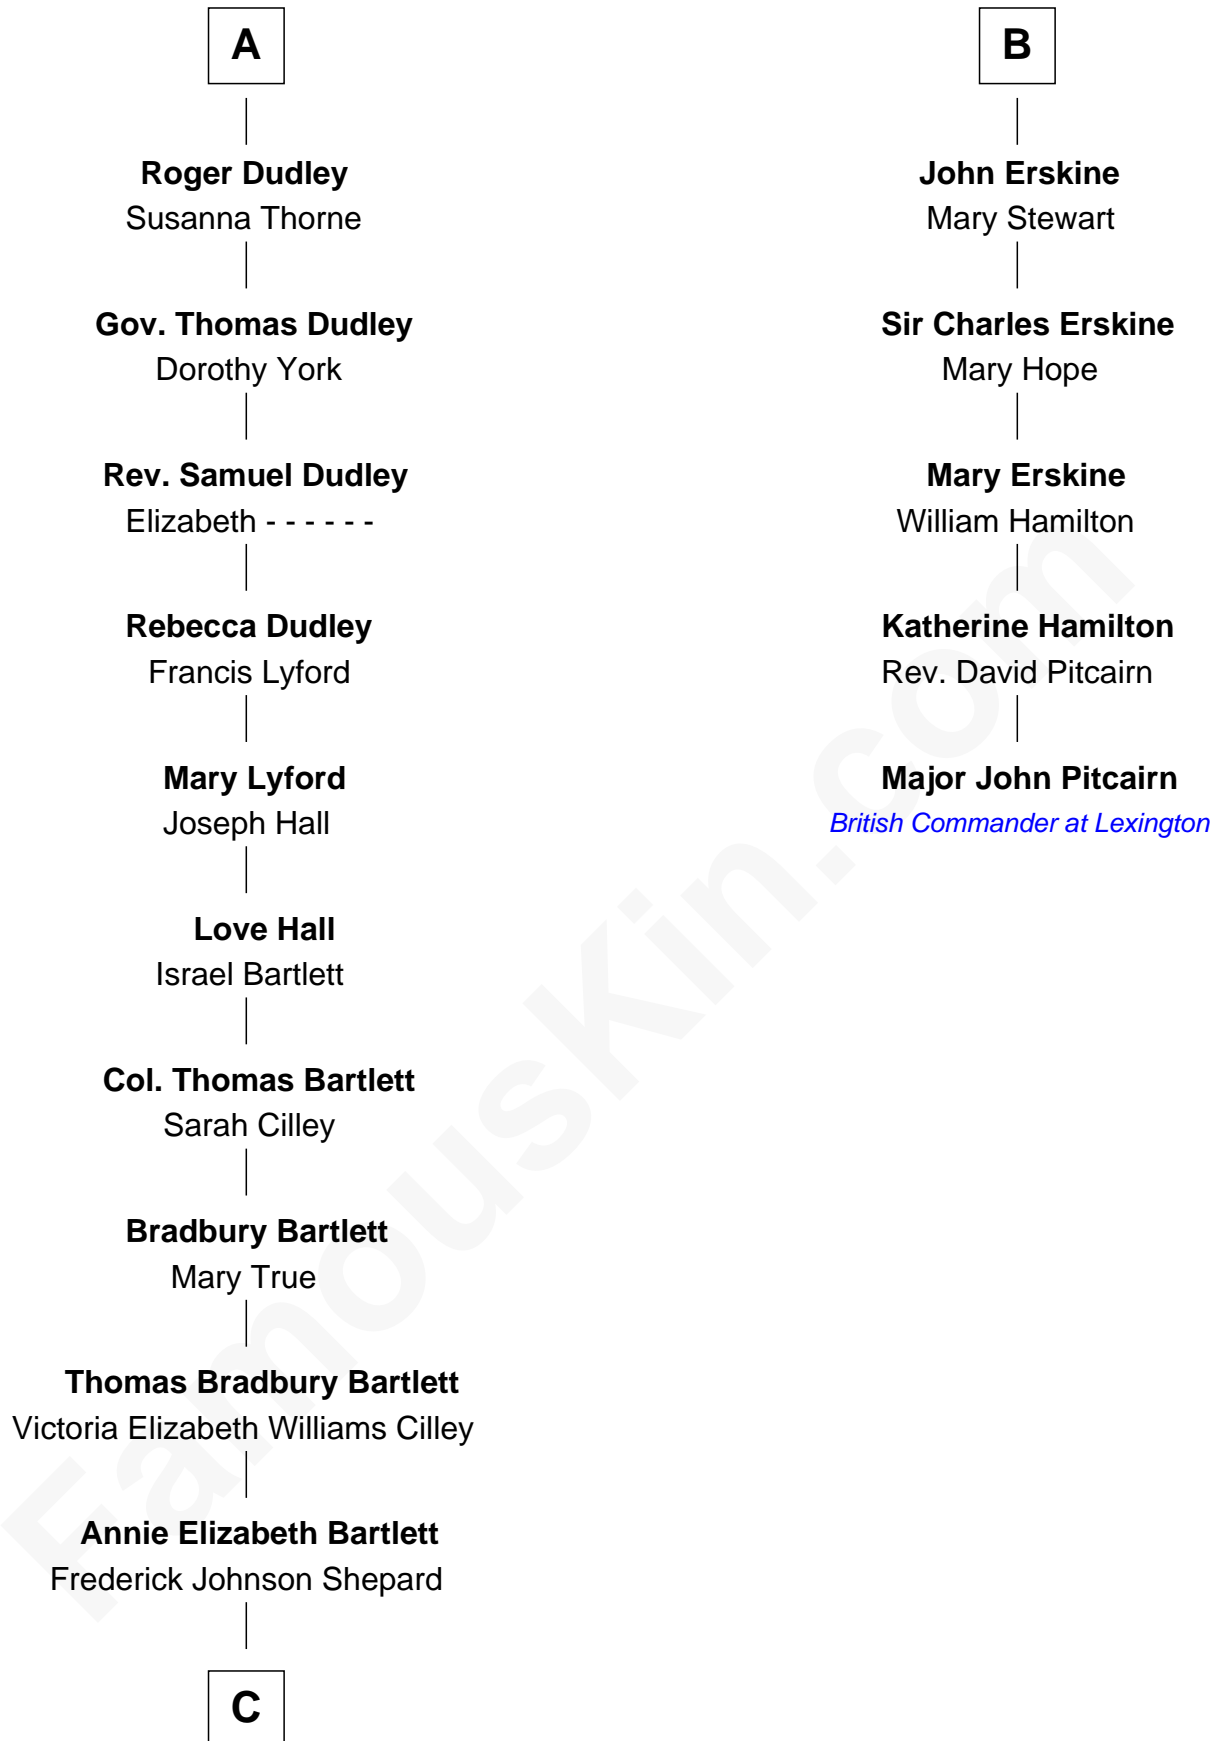 A
Roger Dudley
Susanna Thorne
Gov. Thomas Dudley
Dorothy York
Rev. Samuel Dudley
Elizabeth - - - - - -
Rebecca Dudley
Francis Lyford
Mary Lyford
Joseph Hall
Love Hall
Israel Bartlett
Col. Thomas Bartlett
Sarah Cilley
Bradbury Bartlett
Mary True
Thomas Bradbury Bartlett
Victoria Elizabeth Williams Cilley
Annie Elizabeth Bartlett
Frederick Johnson Shepard
C
B
John Erskine
Mary Stewart
Sir Charles Erskine
Mary Hope
Mary Erskine
William Hamilton
Katherine Hamilton
Rev. David Pitcairn
Major John Pitcairn
British Commander at Lexington
FamousKin.com